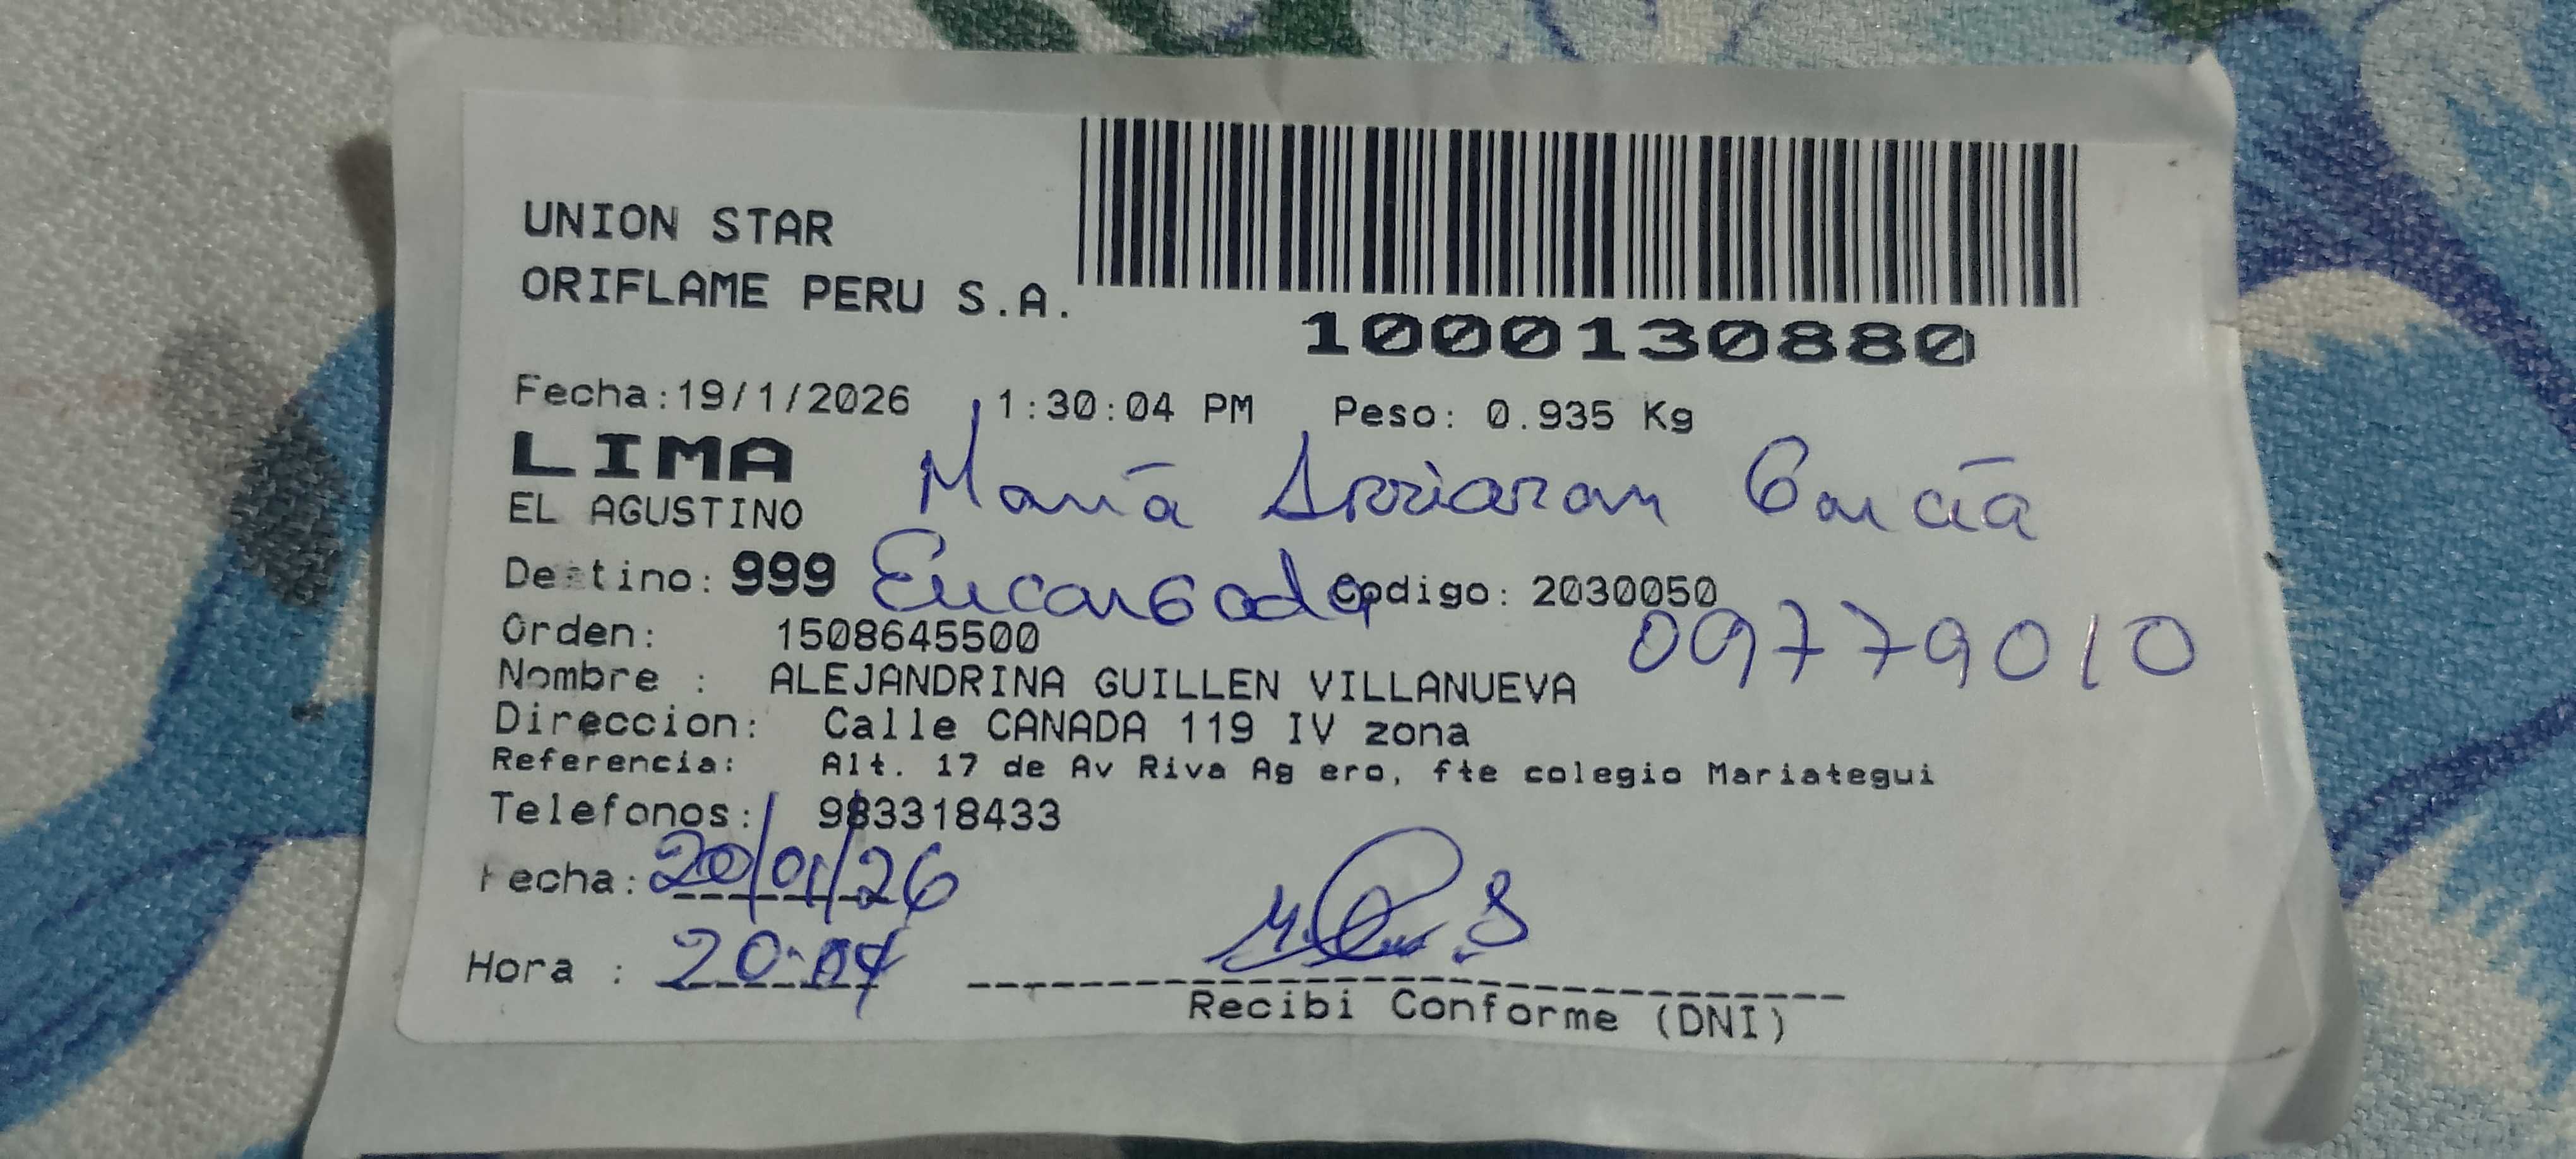 UNION STAR
ORIFLAME PERU S.A.
1000130880
Fecha:19/1/2026 1:30:04 PM Peso: 0.935 Kg
LIMA
EL AGUSTINO
María Arriaran García
Destino: 999 Encargado Codigo: 2030050
Orden: 1508645500
09779010
Nombre : ALEJANDRINA GUILLEN VILLANUEVA
Direccion: Calle CANADA 119 IV zona
Referencia: Alt. 17 de Av Riva Ag ero, fte colegio Mariategui
Telefonos: 983318433
Fecha: 20/01/26
Hora : 20:
Recibi Conforme (DNI)